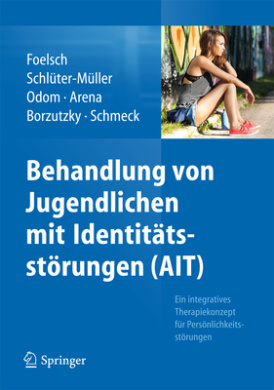 Foelsch
Schlüter-Müller
Odom · Arena
Borzutzky · Schmeck
Behandlung von
Jugendlichen
mit Identitäts-
störungen (AIT)
Ein integratives
Therapiekonzept
für Persönlichkeits-
störungen
Springer